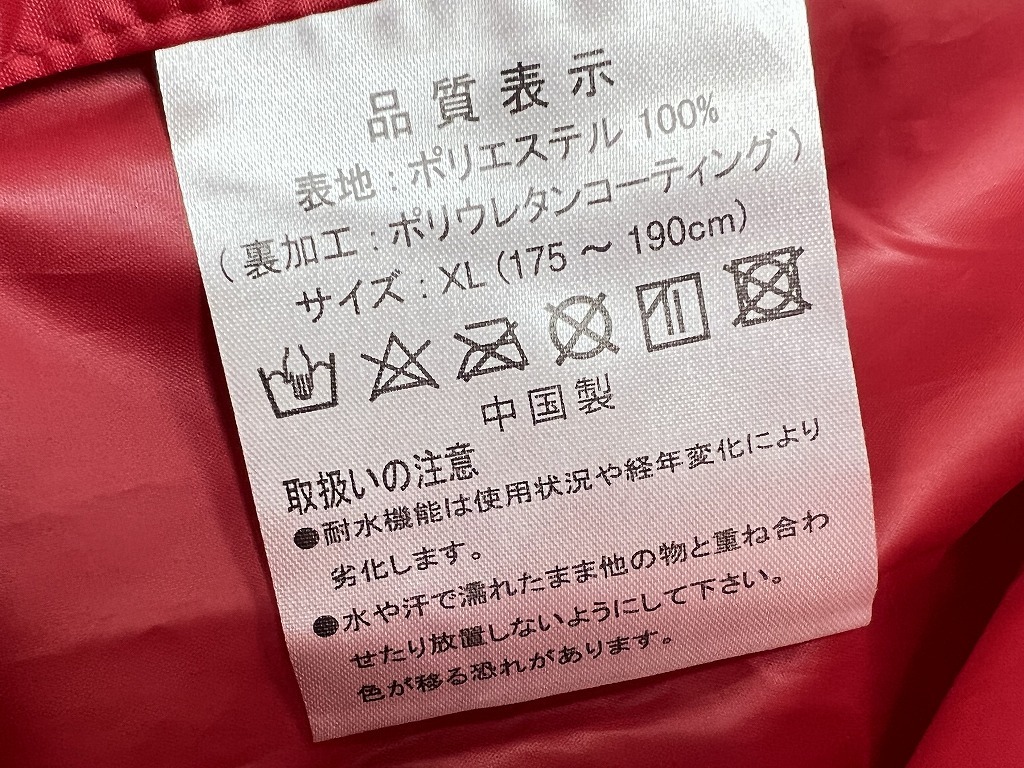 品質表示
表地：ポリエステル 100%
（裏加工：ポリウレタンコーティング）
サイズ：XL（175 ～ 190cm）
中国製
取扱いの注意
●耐水機能は使用状況や経年変化により
劣化します。
●水や汗で濡れたまま他の物と重ね合わ
せたり放置しないようにして下さい。
色が移る恐れがあります。